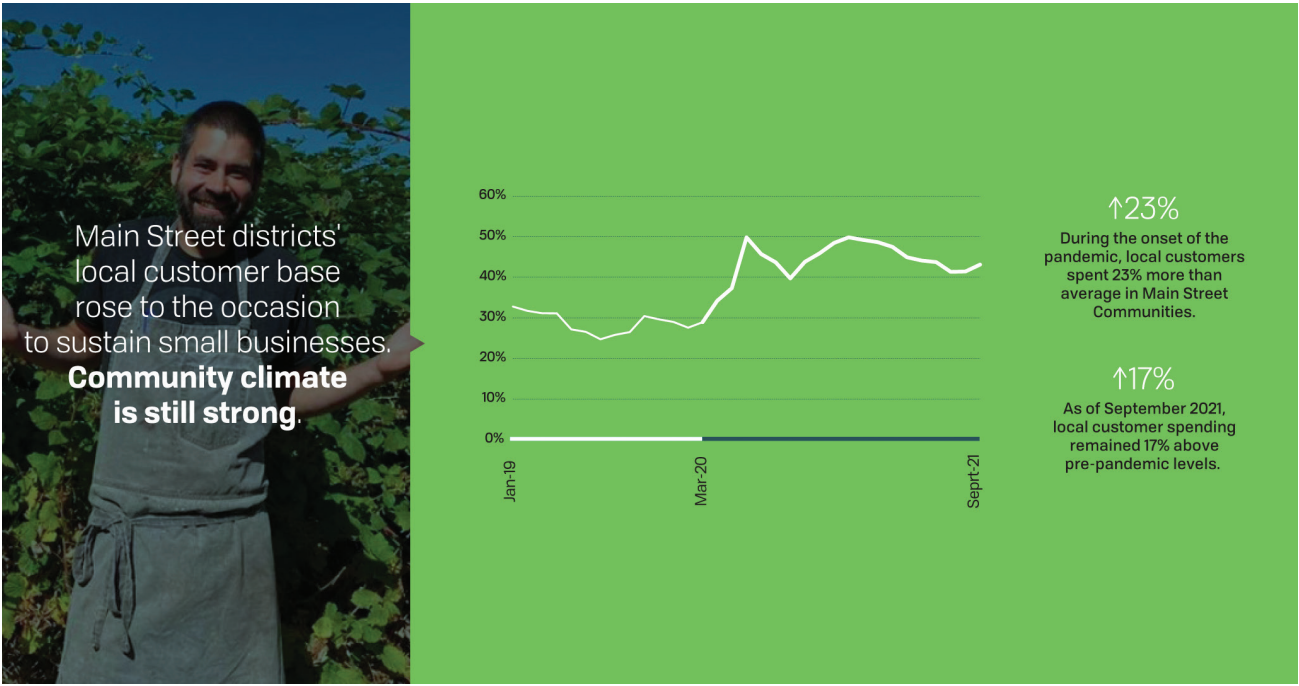 Main Street districts'
local customer base
rose to the occasion
to sustain small businesses.
Community climate
is still strong.
60%
50%
40%
30%
20%
10%
0%
Jan-19
Mar-20
Seprt-21
↑23%
During the onset of the
pandemic, local customers
spent 23% more than
average in Main Street
Communities.
↑17%
As of September 2021,
local customer spending
remained 17% above
pre-pandemic levels.